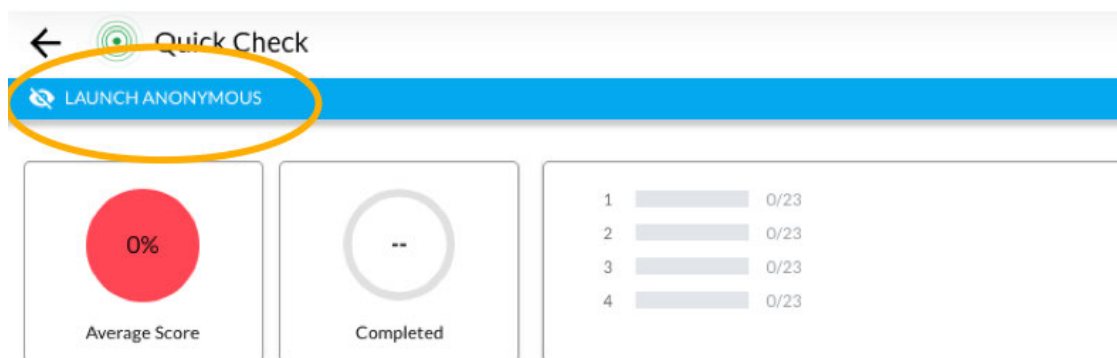 Quick Check
LAUNCH ANONYMOUS
0%
Average Score
--
Completed
1 0/23
2 0/23
3 0/23
4 0/23